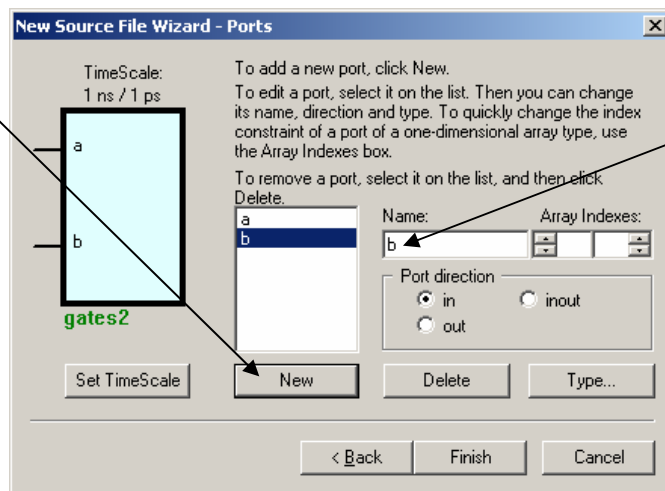 New Source File Wizard - Ports
TimeScale:
1 ns / 1 ps
a
b
gates2
Set TimeScale
To add a new port, click New.
To edit a port, select it on the list. Then you can change
its name, direction and type. To quickly change the index
constraint of a port of a one-dimensional array type, use
the Array Indexes box.
To remove a port, select it on the list, and then click
Delete.
a
b
Name:
Array Indexes:
b
Port direction
in
inout
out
New
Delete
Type...
< Back
Finish
Cancel